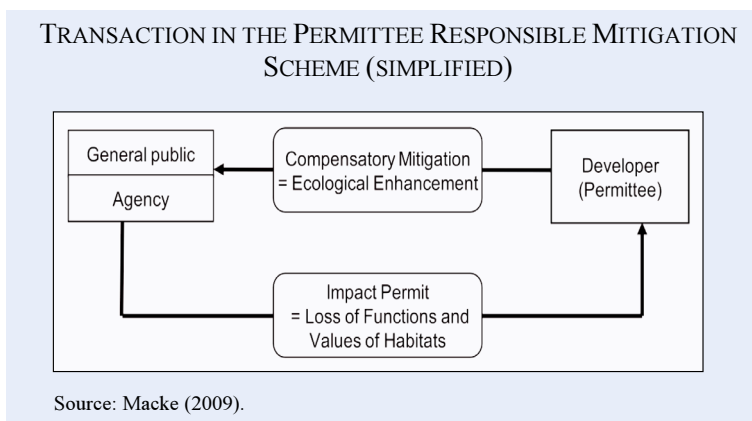 TRANSACTION IN THE PERMITTEE RESPONSIBLE MITIGATION
SCHEME (SIMPLIFIED)
General public
Agency
Compensatory Mitigation
= Ecological Enhancement
Developer
(Permittee)
Impact Permit
= Loss of Functions and
Values of Habitats
Source: Macke (2009).